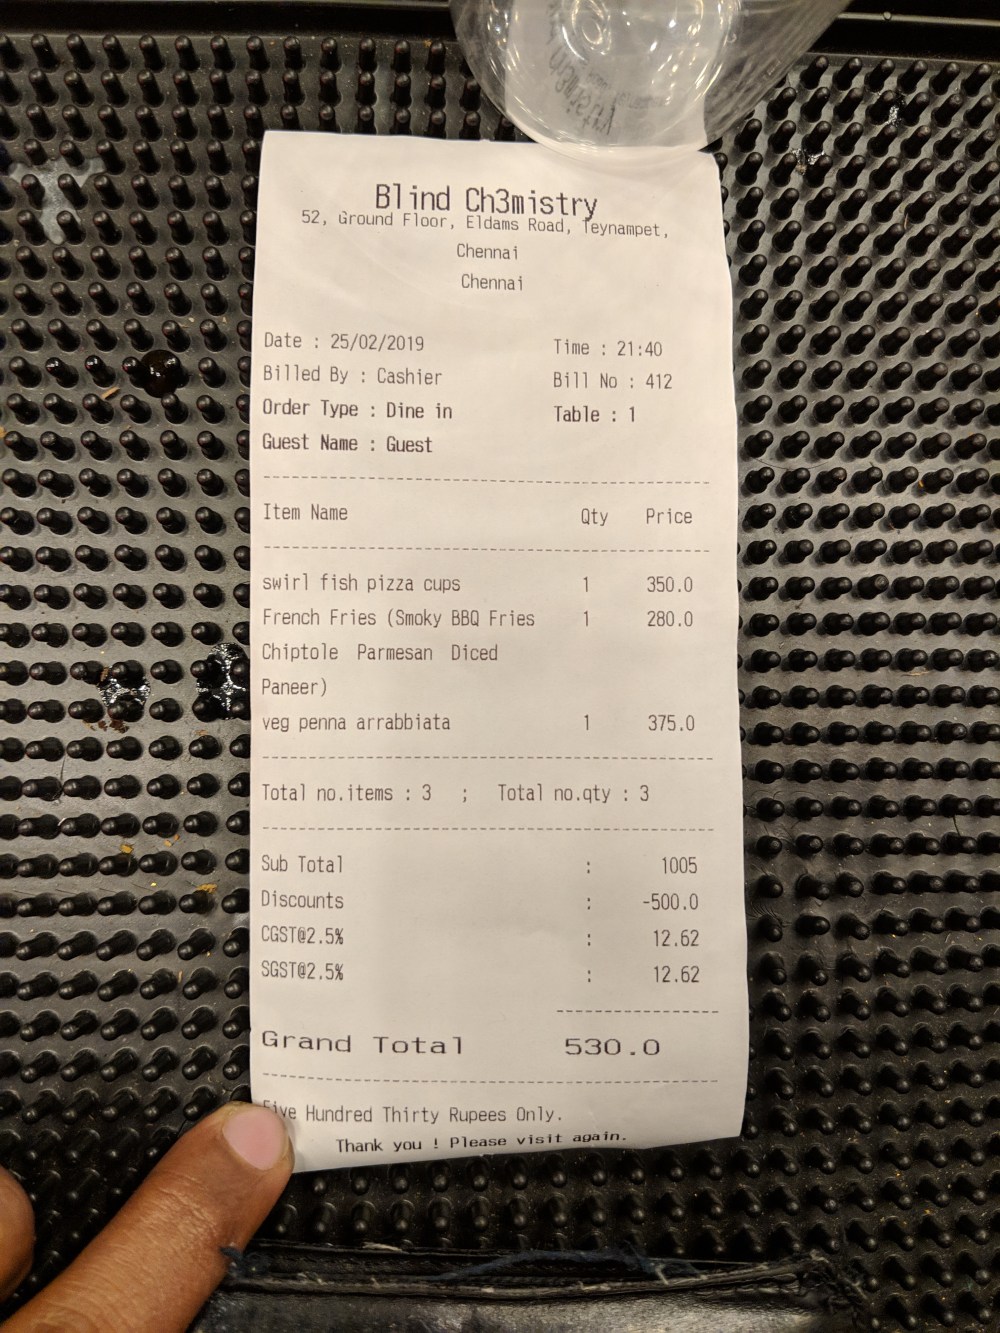 Blind Ch3mistry
52, Ground Floor, Eldams Road, Teynampet,
Chennai
Chennai
Date : 25/02/2019 Time : 21:40
Billed By : Cashier Bill No : 412
Order Type : Dine in Table : 1
Guest Name : Guest
Item Name Qty Price
swirl fish pizza cups 1 350.0
French Fries (Smoky BBQ Fries 1 280.0
Chiptole Parmesan Diced
Paneer)
veg penna arrabbiata 1 375.0
Total no.items : 3 ; Total no.qty : 3
Sub Total : 1005
Discounts : -500.0
CGST@2.5% : 12.62
SGST@2.5% : 12.62
Grand Total 530.0
Five Hundred Thirty Rupees Only.
Thank you ! Please visit again.